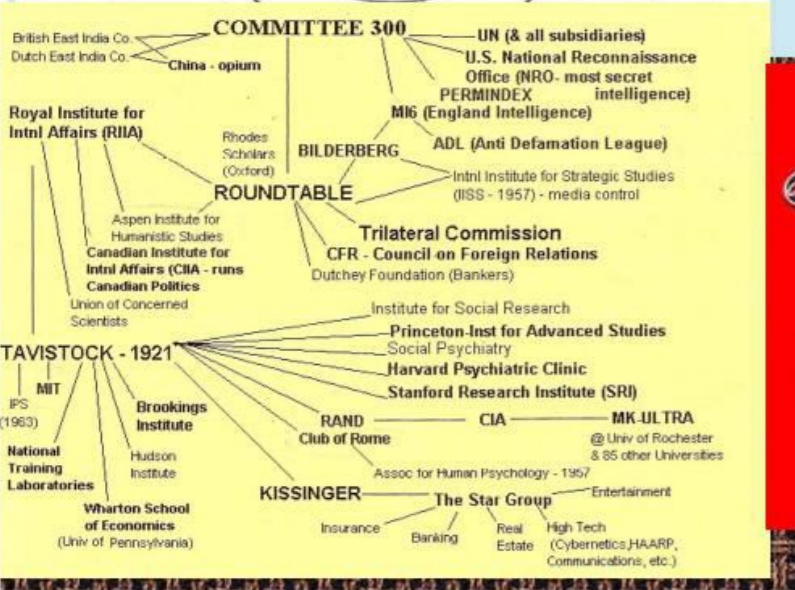 COMMITTEE 300
British East India Co.
Dutch East India Co.
China - opium
UN (& all subsidiaries)
U.S. National Reconnaissance
Office (NRO- most secret
intelligence)
PERMINDEX
MI6 (England Intelligence)
ADL (Anti Defamation League)
Royal Institute for
Intnl Affairs (RIIA)
Rhodes
Scholars
(Oxford)
BILDERBERG
Intnl Institute for Strategic Studies
(IISS - 1957) - media control
ROUNDTABLE
Aspen Institute for
Humanistic Studies
Canadian Institute for
Intnl Affairs (CIIA - runs
Canadian Politics
Union of Concerned
Scientists
Trilateral Commission
CFR - Council on Foreign Relations
Dutchey Foundation (Bankers)
TAVISTOCK - 1921
Institute for Social Research
Princeton-Inst for Advanced Studies
Social Psychiatry
Harvard Psychiatric Clinic
Stanford Research Institute (SRI)
IPS
(1963)
MIT
Brookings
Institute
National
Training
Laboratories
Hudson
Institute
Wharton School
of Economics
(Univ of Pennsylvania)
RAND
CIA
MK-ULTRA
@ Univ of Rochester
& 85 other Universities
Club of Rome
Assoc for Human Psychology - 1957
KISSINGER
The Star Group
Entertainment
Insurance
Banking
Real
Estate
High Tech
(Cybernetics,HAARP,
Communications, etc.)